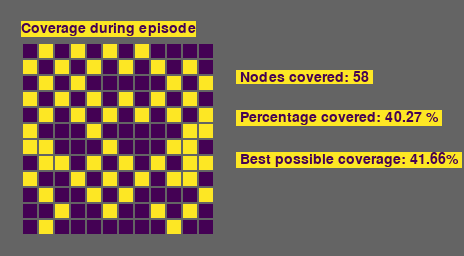 Coverage during episode
Nodes covered: 58
Percentage covered: 40.27 %
Best possible coverage: 41.66%